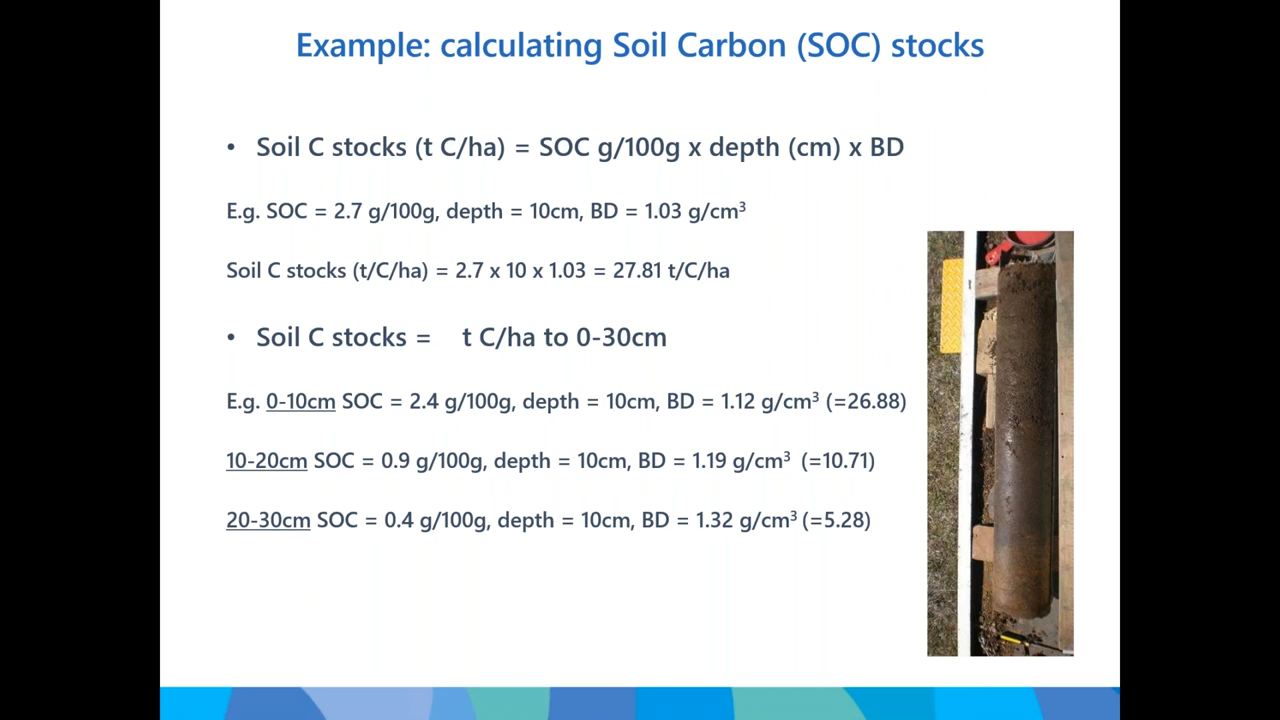 Example: calculating Soil Carbon (SOC) stocks
• Soil C stocks (t C/ha) = SOC g/100g x depth (cm) x BD
E.g. SOC = 2.7 g/100g, depth = 10cm, BD = 1.03 g/cm³
Soil C stocks (t/C/ha) = 2.7 x 10 x 1.03 = 27.81 t/C/ha
• Soil C stocks = t C/ha to 0-30cm
E.g. 0-10cm SOC = 2.4 g/100g, depth = 10cm, BD = 1.12 g/cm³ (=26.88)
10-20cm SOC = 0.9 g/100g, depth = 10cm, BD = 1.19 g/cm³ (=10.71)
20-30cm SOC = 0.4 g/100g, depth = 10cm, BD = 1.32 g/cm³ (=5.28)